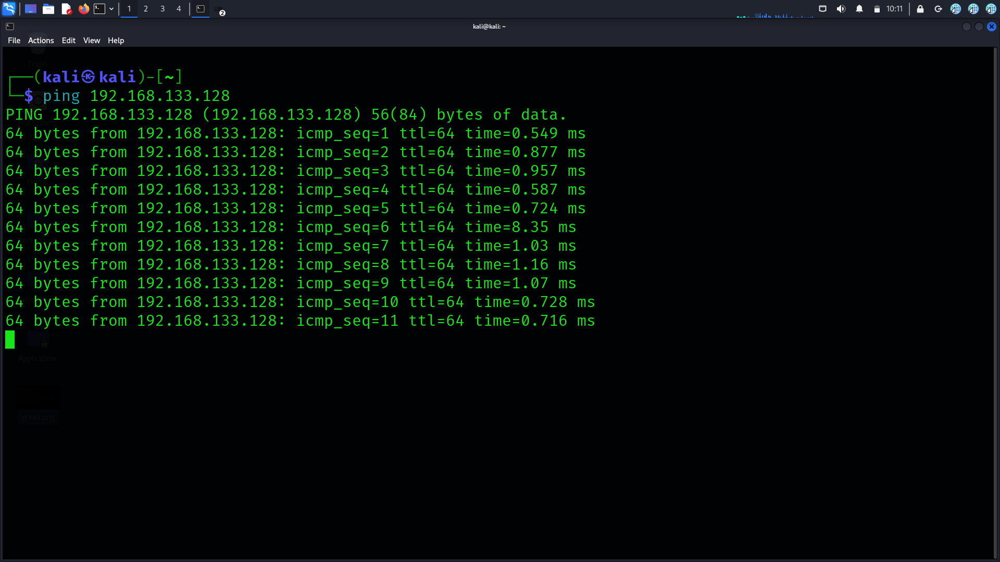 1 2 3 4 2 10:11
kali@kali: ~
File Actions Edit View Help
Trash
┌──(kali㉿kali)-[~]
└─$ ping 192.168.133.128
PING 192.168.133.128 (192.168.133.128) 56(84) bytes of data.
64 bytes from 192.168.133.128: icmp_seq=1 ttl=64 time=0.549 ms
64 bytes from 192.168.133.128: icmp_seq=2 ttl=64 time=0.877 ms
64 bytes from 192.168.133.128: icmp_seq=3 ttl=64 time=0.957 ms
64 bytes from 192.168.133.128: icmp_seq=4 ttl=64 time=0.587 ms
64 bytes from 192.168.133.128: icmp_seq=5 ttl=64 time=0.724 ms
64 bytes from 192.168.133.128: icmp_seq=6 ttl=64 time=8.35 ms
64 bytes from 192.168.133.128: icmp_seq=7 ttl=64 time=1.03 ms
64 bytes from 192.168.133.128: icmp_seq=8 ttl=64 time=1.16 ms
64 bytes from 192.168.133.128: icmp_seq=9 ttl=64 time=1.07 ms
64 bytes from 192.168.133.128: icmp_seq=10 ttl=64 time=0.728 ms
64 bytes from 192.168.133.128: icmp_seq=11 ttl=64 time=0.716 ms
Application
ip kali.png